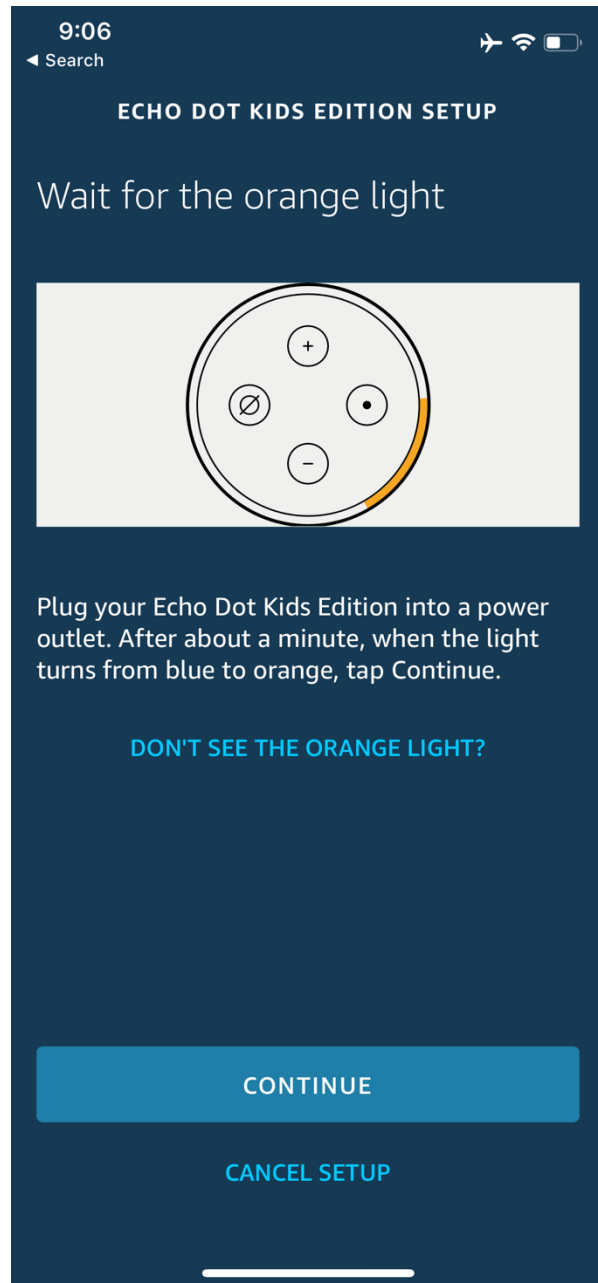 9:06
◀ Search
ECHO DOT KIDS EDITION SETUP
Wait for the orange light
Plug your Echo Dot Kids Edition into a power
outlet. After about a minute, when the light
turns from blue to orange, tap Continue.
DON'T SEE THE ORANGE LIGHT?
CONTINUE
CANCEL SETUP